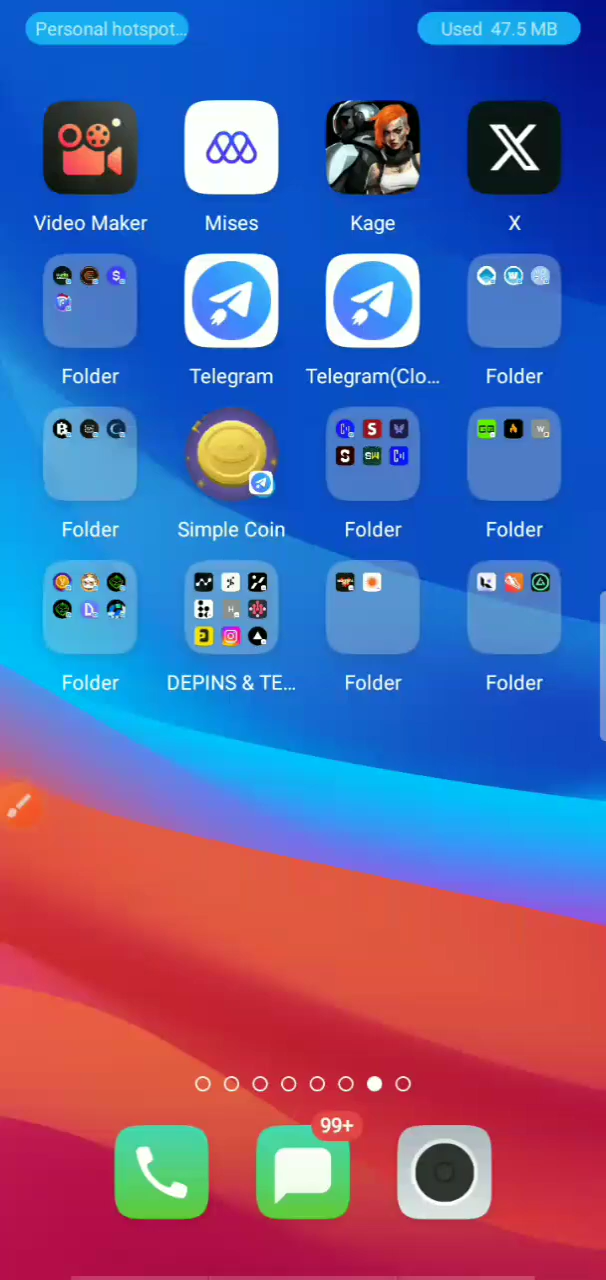 Personal hotspot...
Used 47.5 MB
Video Maker
Mises
Kage
X
Folder
Telegram
Telegram(Clo...
Folder
Folder
Simple Coin
Folder
Folder
Folder
DEPINS & TE...
Folder
Folder
99+